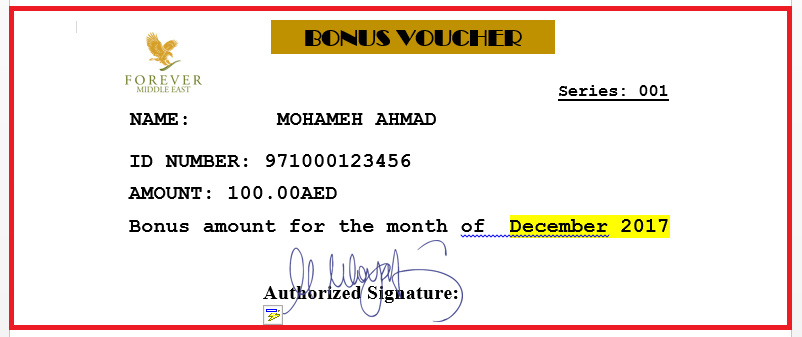 BONUS VOUCHER
FOREVER
MIDDLE EAST
Series: 001
NAME: MOHAMEH AHMAD
ID NUMBER: 971000123456
AMOUNT: 100.00AED
Bonus amount for the month of December 2017
Authorized Signature: